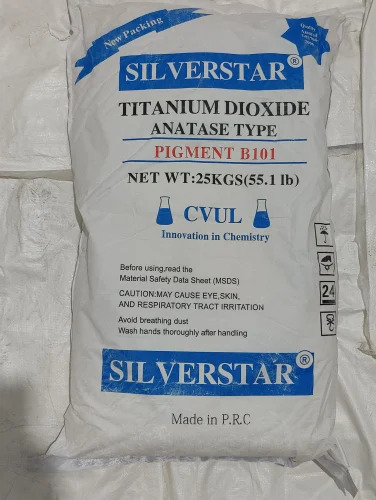 New Packing
Quality
SILVERSTAR®
TITANIUM DIOXIDE
ANATASE TYPE
PIGMENT B101
NET WT:25KGS(55.1 lb)
CVUL
Innovation in Chemistry
Before using,read the
Material Safety Data Sheet (MSDS)
CAUTION:MAY CAUSE EYE,SKIN,
AND RESPIRATORY TRACT IRRITATION
Avoid breathing dust
Wash hands thoroughly after handling
24
SILVERSTAR®
Made in P.R.C